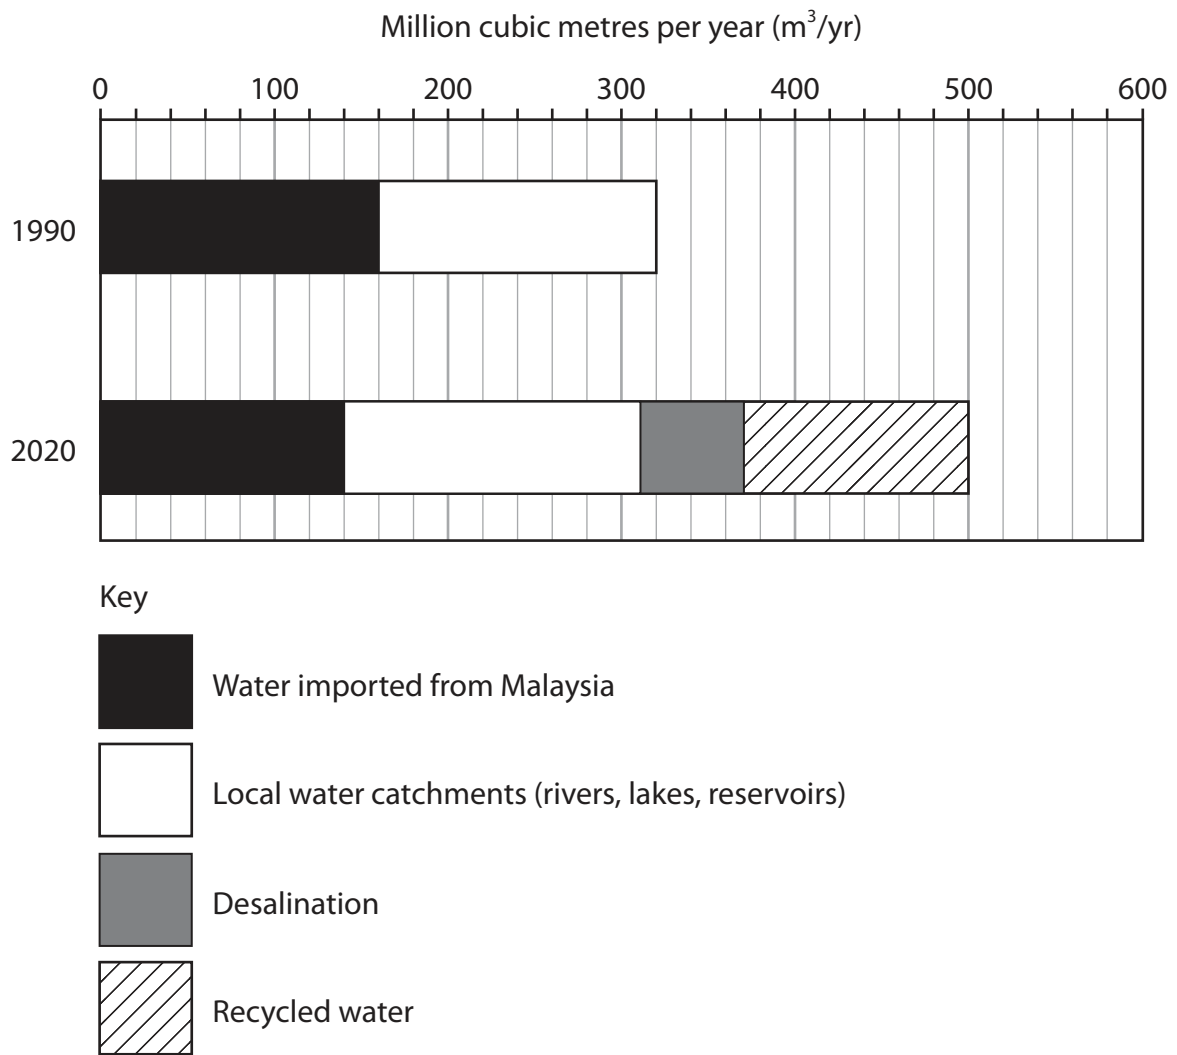 Million cubic metres per year (m³/yr)
0 100 200 300 400 500 600
1990
2020
Key
Water imported from Malaysia
Local water catchments (rivers, lakes, reservoirs)
Desalination
Recycled water